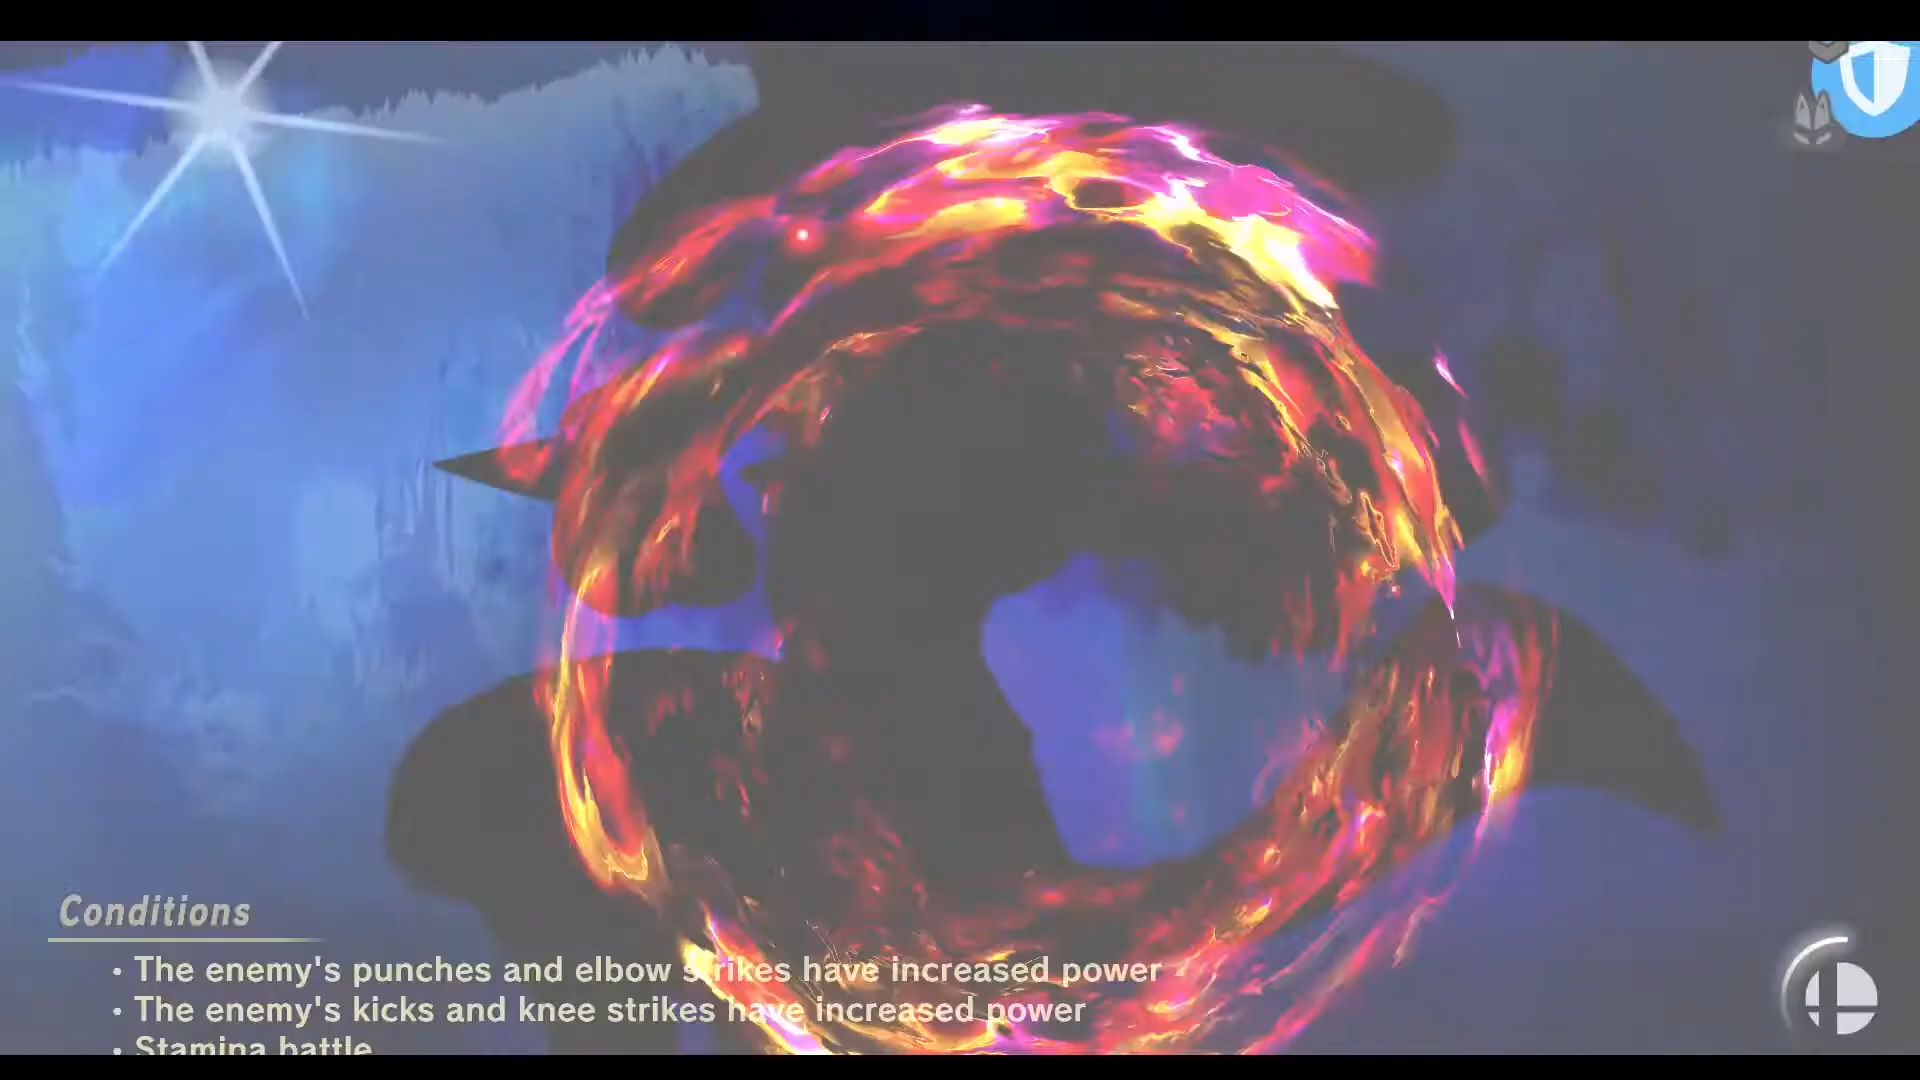 Conditions
• The enemy's punches and elbow strikes have increased power
• The enemy's kicks and knee strikes have increased power
• Stamina battle